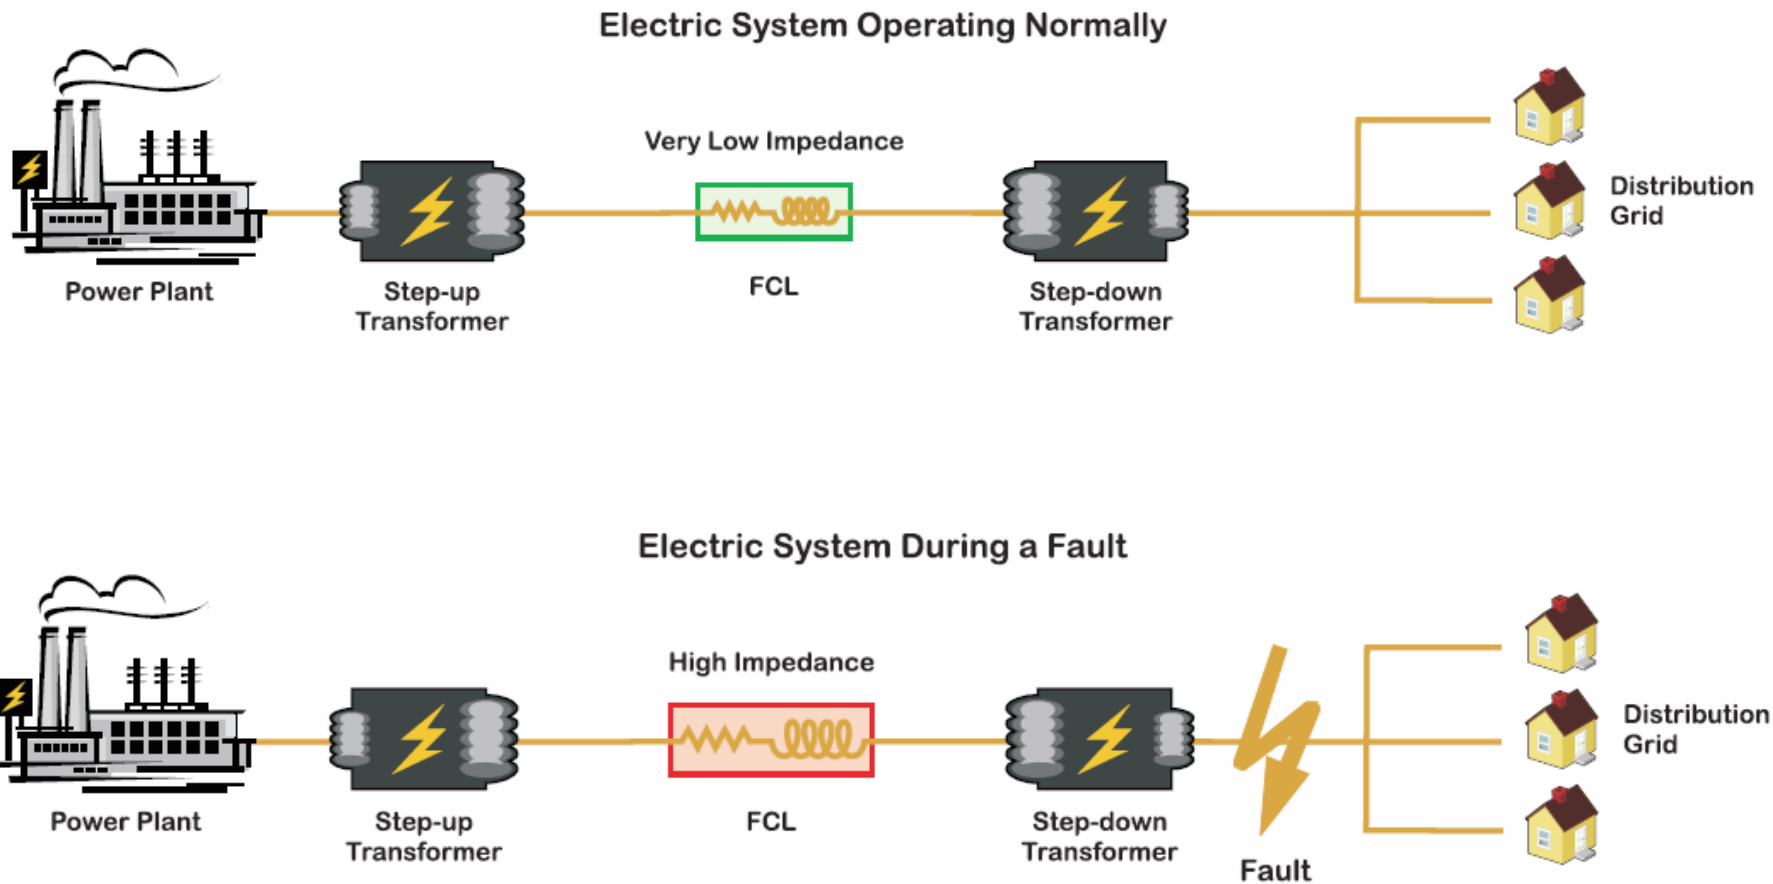 Electric System Operating Normally
Very Low Impedance
Power Plant
Step-up
Transformer
FCL
Step-down
Transformer
Distribution
Grid
Electric System During a Fault
High Impedance
Power Plant
Step-up
Transformer
FCL
Step-down
Transformer
Fault
Distribution
Grid